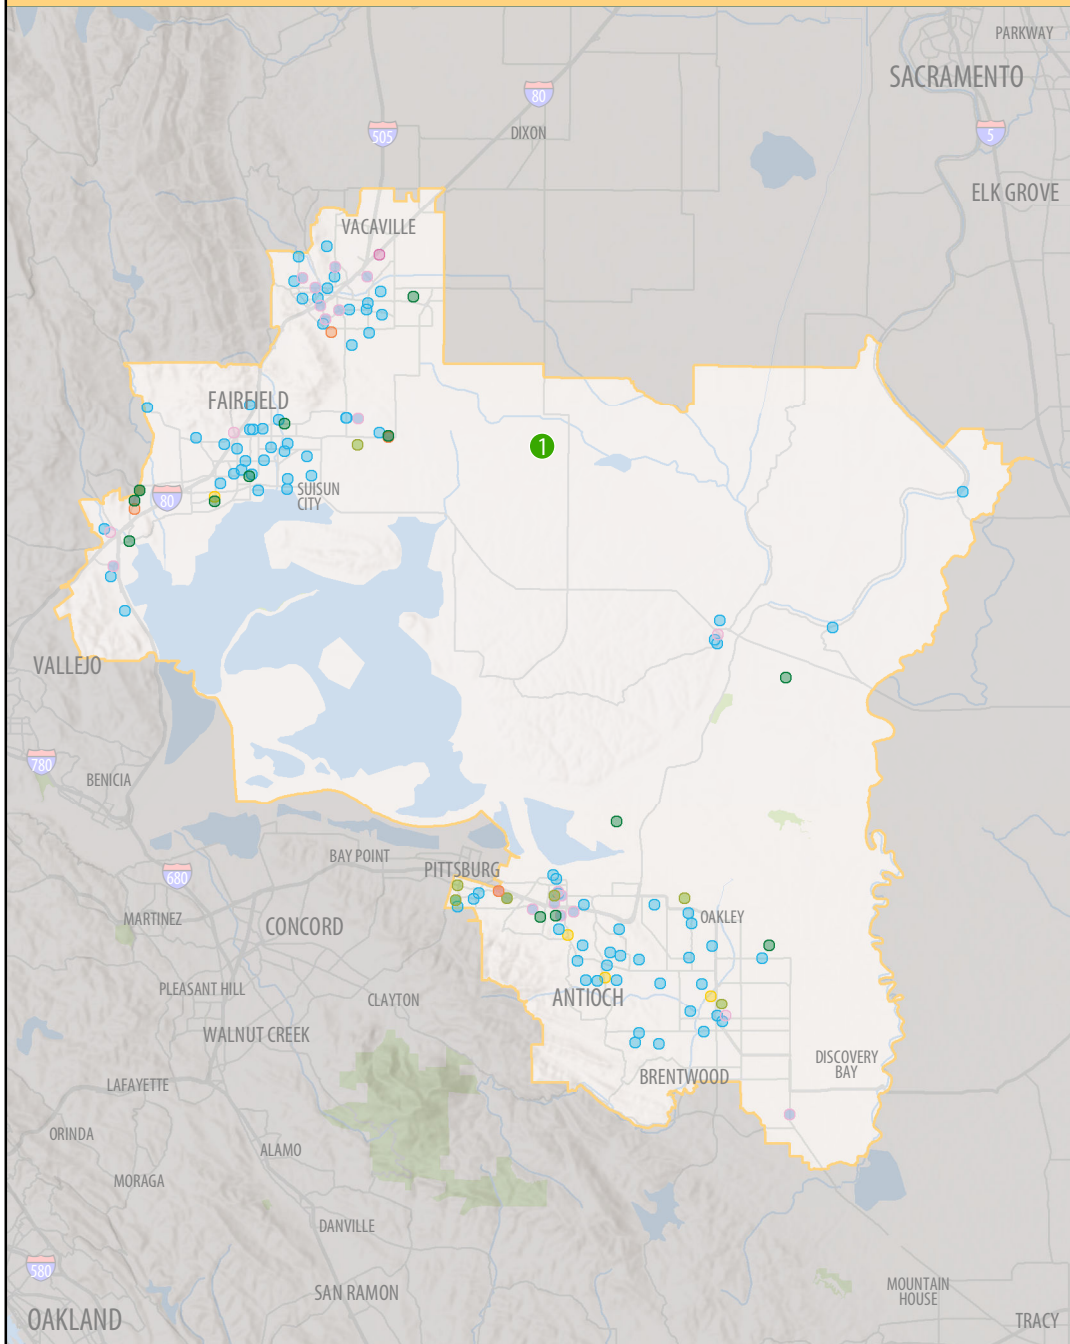 PARKWAY
SACRAMENTO
80
505
DIXON
5
ELK GROVE
VACAVILLE
FAIRFIELD
1
80
SUISUN
CITY
VALLEJO
780
BENICIA
BAY POINT
PITTSBURG
680
MARTINEZ
CONCORD
OAKLEY
PLEASANT HILL
CLAYTON
ANTIOCH
WALNUT CREEK
DISCOVERY
BAY
BRENTWOOD
LAFAYETTE
ORINDA
ALAMO
MORAGA
DANVILLE
580
SAN RAMON
MOUNTAIN
HOUSE
OAKLAND
TRACY